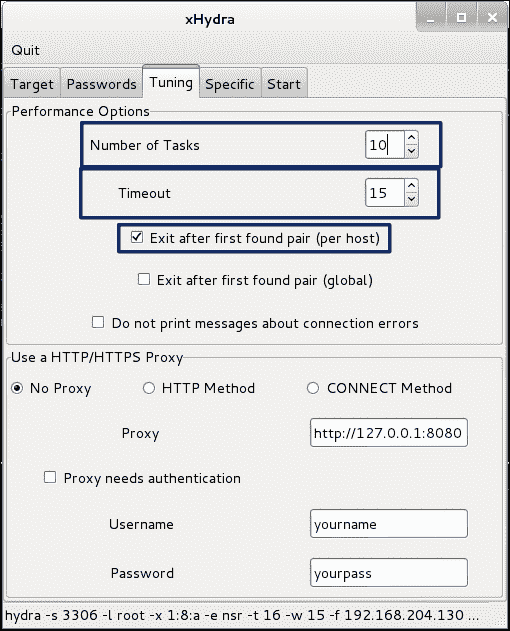 xHydra
Quit
Target Passwords Tuning Specific Start
Performance Options
Number of Tasks 10
Timeout 15
Exit after first found pair (per host)
Exit after first found pair (global)
Do not print messages about connection errors
Use a HTTP/HTTPS Proxy
No Proxy HTTP Method CONNECT Method
Proxy http://127.0.0.1:8080
Proxy needs authentication
Username yourname
Password yourpass
hydra -s 3306 -l root -x 1:8:a -e nsr -t 16 -w 15 -f 192.168.204.130 ...